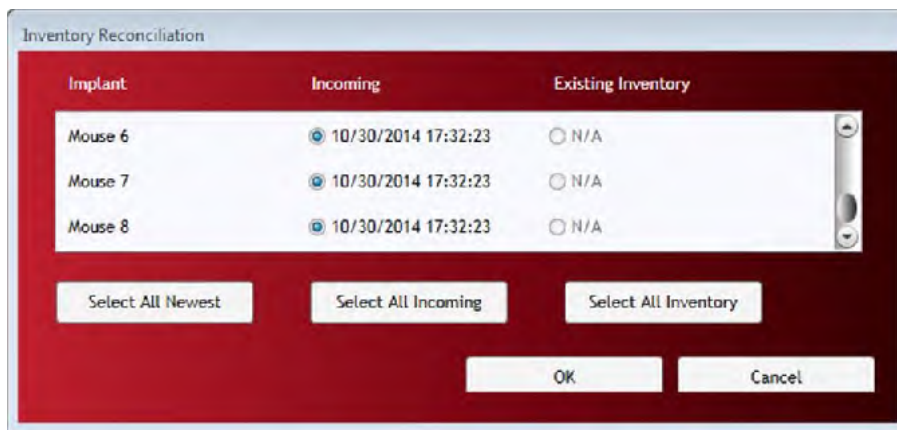 Inventory Reconciliation
Implant Incoming Existing Inventory
Mouse 6 10/30/2014 17:32:23 N/A
Mouse 7 10/30/2014 17:32:23 N/A
Mouse 8 10/30/2014 17:32:23 N/A
Select All Newest Select All Incoming Select All Inventory
OK Cancel